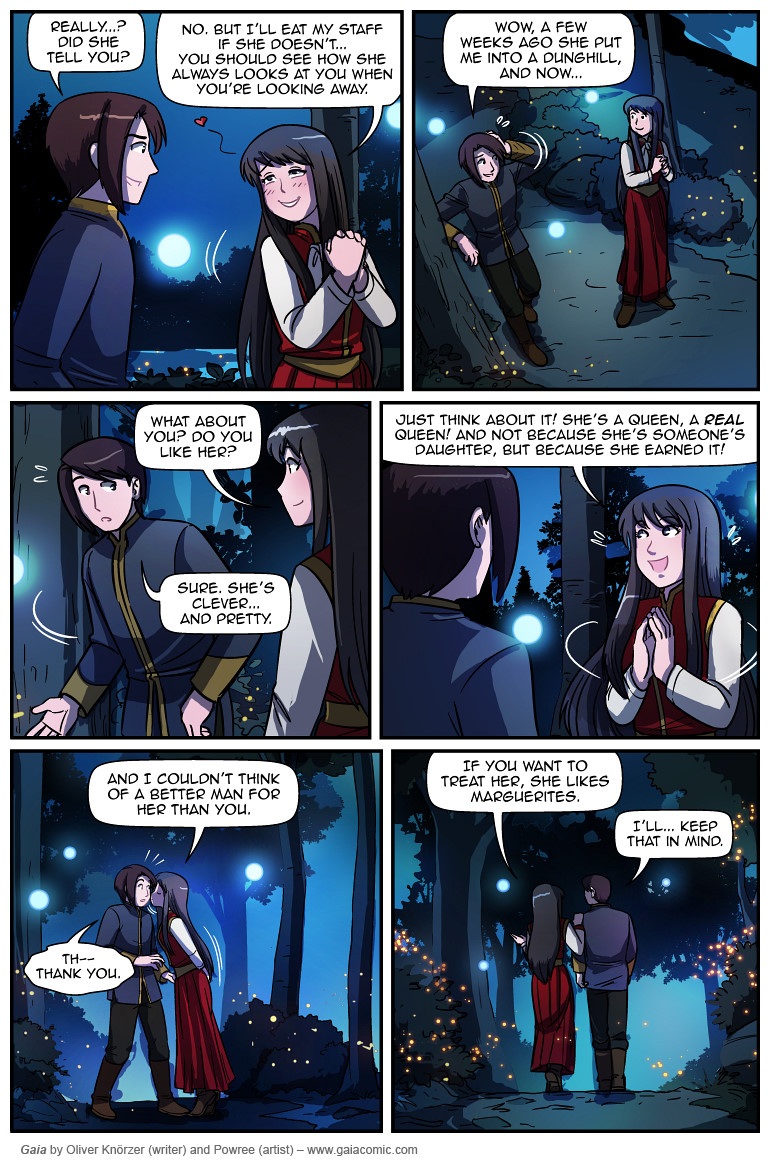 REALLY...?
DID SHE
TELL YOU?
NO. BUT I'LL EAT MY STAFF
IF SHE DOESN'T...
YOU SHOULD SEE HOW SHE
ALWAYS LOOKS AT YOU WHEN
YOU'RE LOOKING AWAY.
WOW, A FEW
WEEKS AGO SHE PUT
ME INTO A DUNGHILL,
AND NOW...
WHAT ABOUT
YOU? DO YOU
LIKE HER?
SURE. SHE'S
CLEVER...
AND PRETTY.
JUST THINK ABOUT IT! SHE'S A QUEEN, A REAL
QUEEN! AND NOT BECAUSE SHE'S SOMEONE'S
DAUGHTER, BUT BECAUSE SHE EARNED IT!
AND I COULDN'T THINK
OF A BETTER MAN FOR
HER THAN YOU.
TH--
THANK YOU.
IF YOU WANT TO
TREAT HER, SHE LIKES
MARGUERITES.
I'LL... KEEP
THAT IN MIND.
Gaia by Oliver Knörzer (writer) and Powree (artist) – www.gaiacomic.com